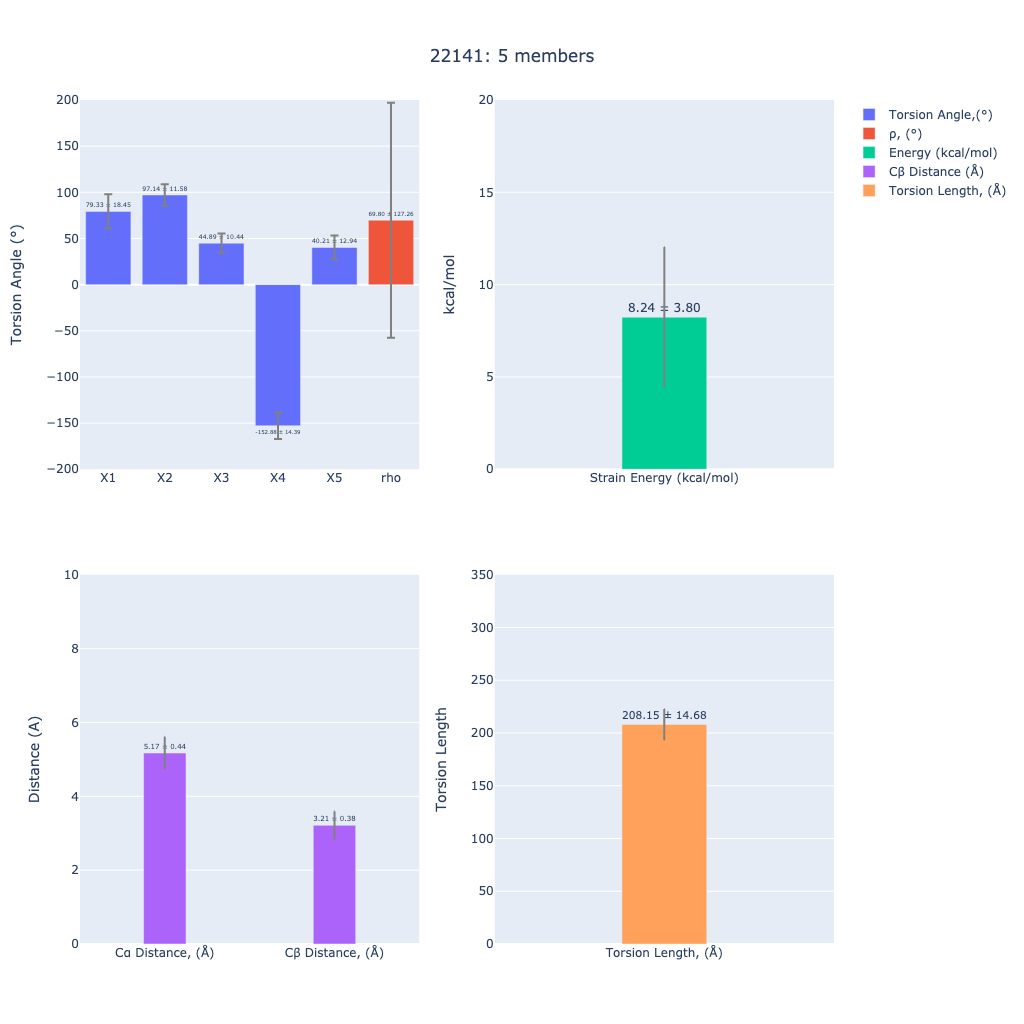 22141: 5 members
200
150
100
50
0
−50
−100
−150
−200
Torsion Angle (°)
79.33 ± 18.45
97.14 ± 11.58
44.89 ± 10.44
-152.88 ± 14.39
40.21 ± 12.94
69.80 ± 127.26
X1
X2
X3
X4
X5
rho
20
15
10
5
0
kcal/mol
8.24 ± 3.80
Strain Energy (kcal/mol)
Torsion Angle,(°)
ρ, (°)
Energy (kcal/mol)
Cβ Distance (Å)
Torsion Length, (Å)
10
8
6
4
2
0
Distance (A)
5.17 ± 0.44
3.21 ± 0.38
Cα Distance, (Å)
Cβ Distance, (Å)
350
300
250
200
150
100
50
0
Torsion Length
208.15 ± 14.68
Torsion Length, (Å)